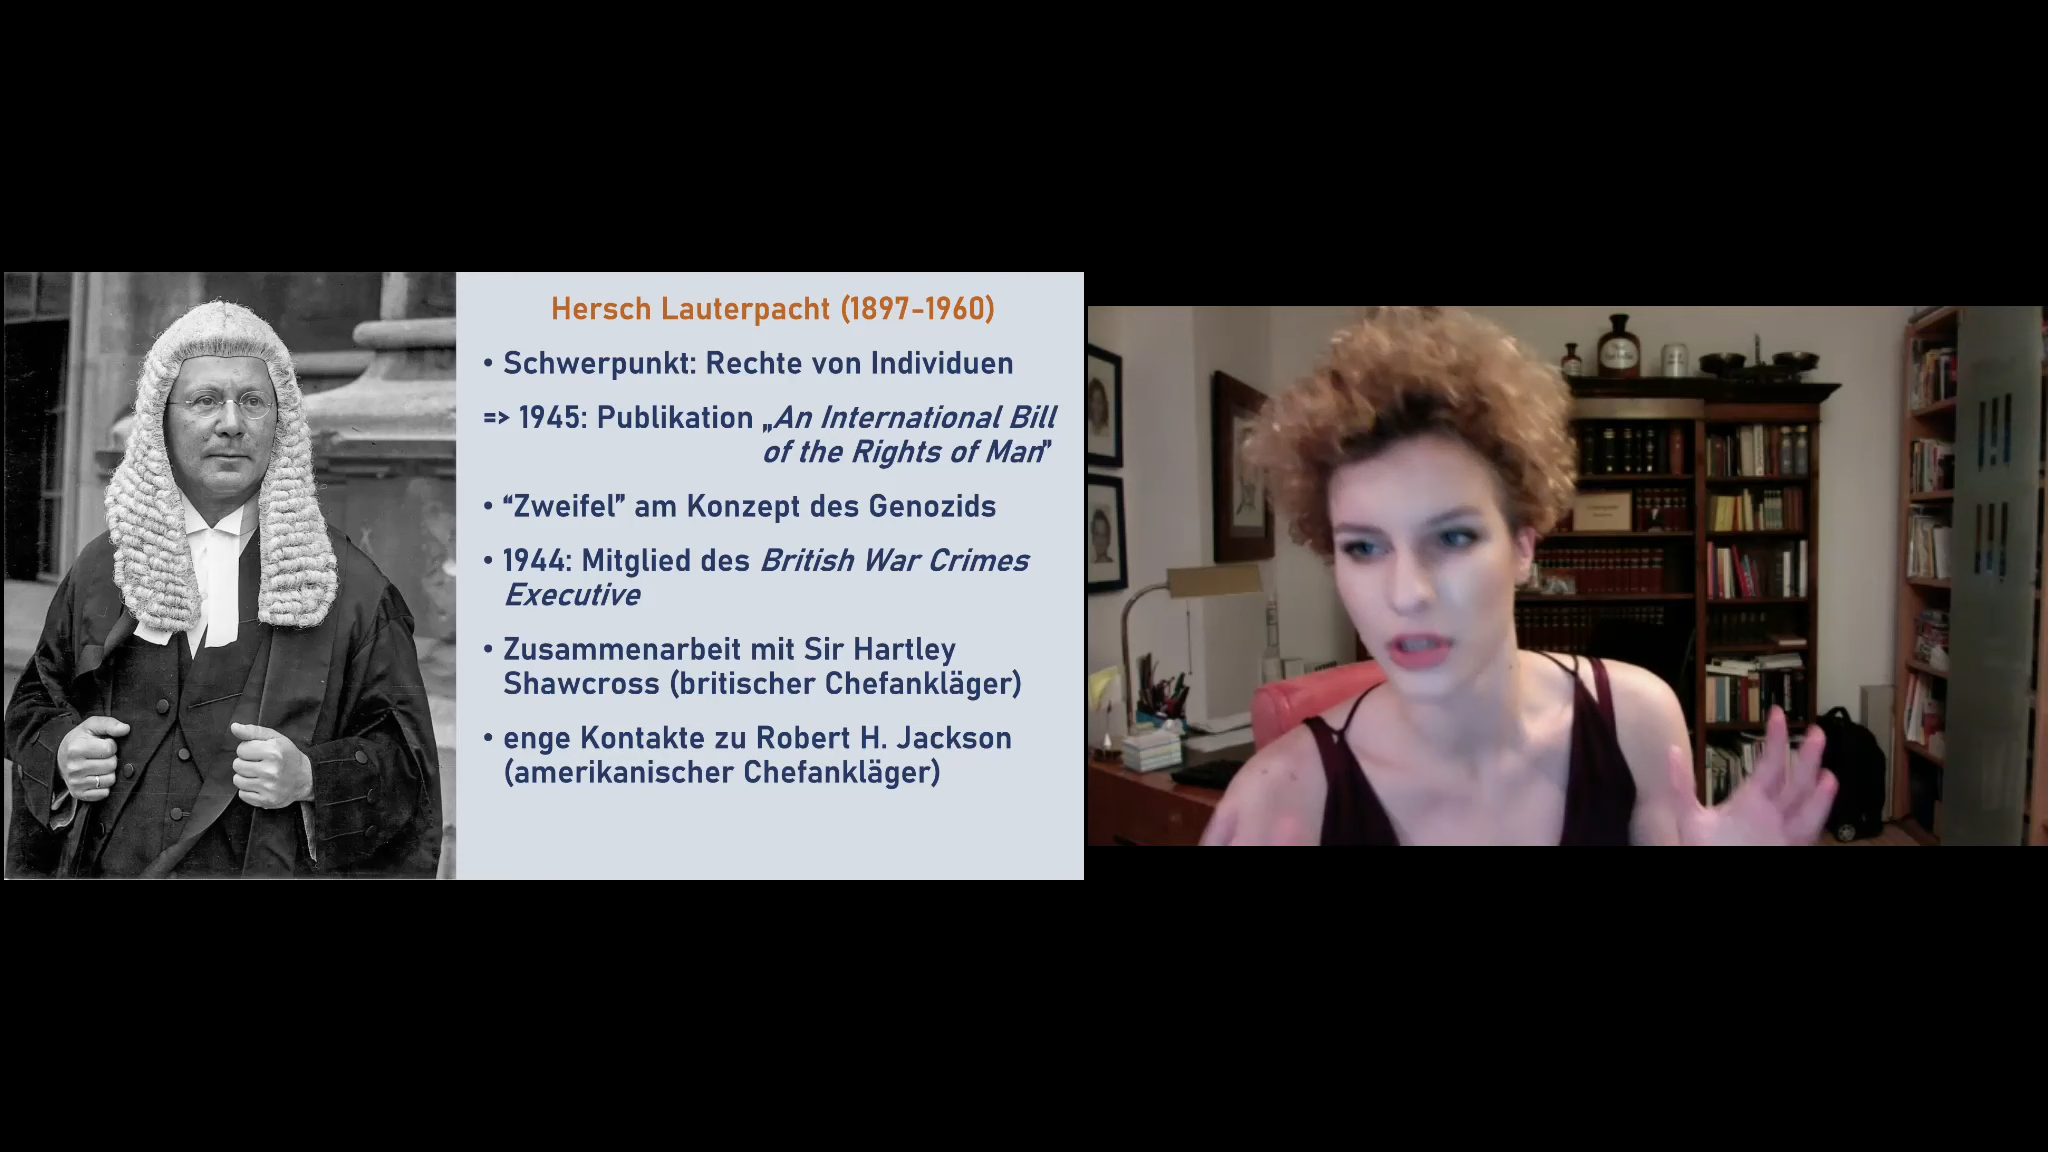 Hersch Lauterpacht (1897-1960)
• Schwerpunkt: Rechte von Individuen
=> 1945: Publikation „An International Bill
of the Rights of Man”
• “Zweifel” am Konzept des Genozids
• 1944: Mitglied des British War Crimes
Executive
• Zusammenarbeit mit Sir Hartley
Shawcross (britischer Chefankläger)
• enge Kontakte zu Robert H. Jackson
(amerikanischer Chefankläger)